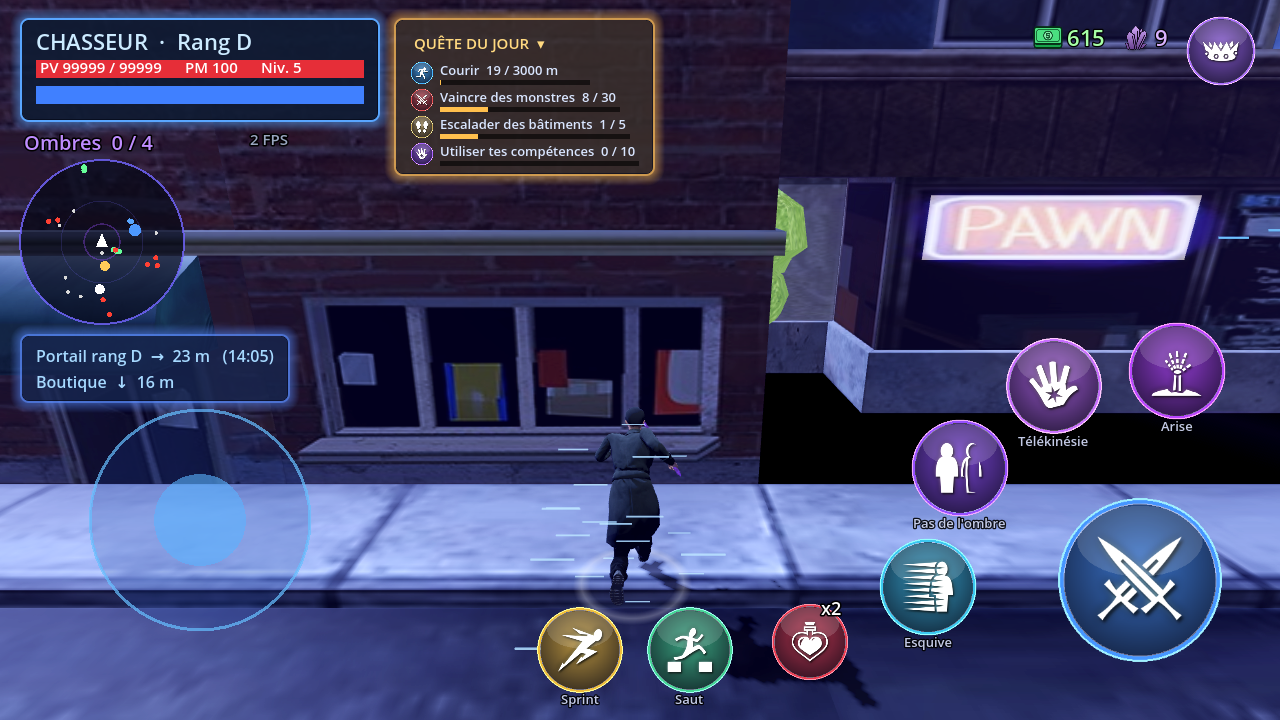 CHASSEUR · Rang D
PV 99999 / 99999 PM 100 Niv. 5
Ombres 0 / 4
2 FPS
QUÊTE DU JOUR ▼
Courir 19 / 3000 m
Vaincre des monstres 8 / 30
Escalader des bâtiments 1 / 5
Utiliser tes compétences 0 / 10
615
9
PAWN
Portail rang D → 23 m (14:05)
Boutique ↓ 16 m
Télékinésie
Arise
Pas de l'ombre
Esquive
x2
Sprint
Saut